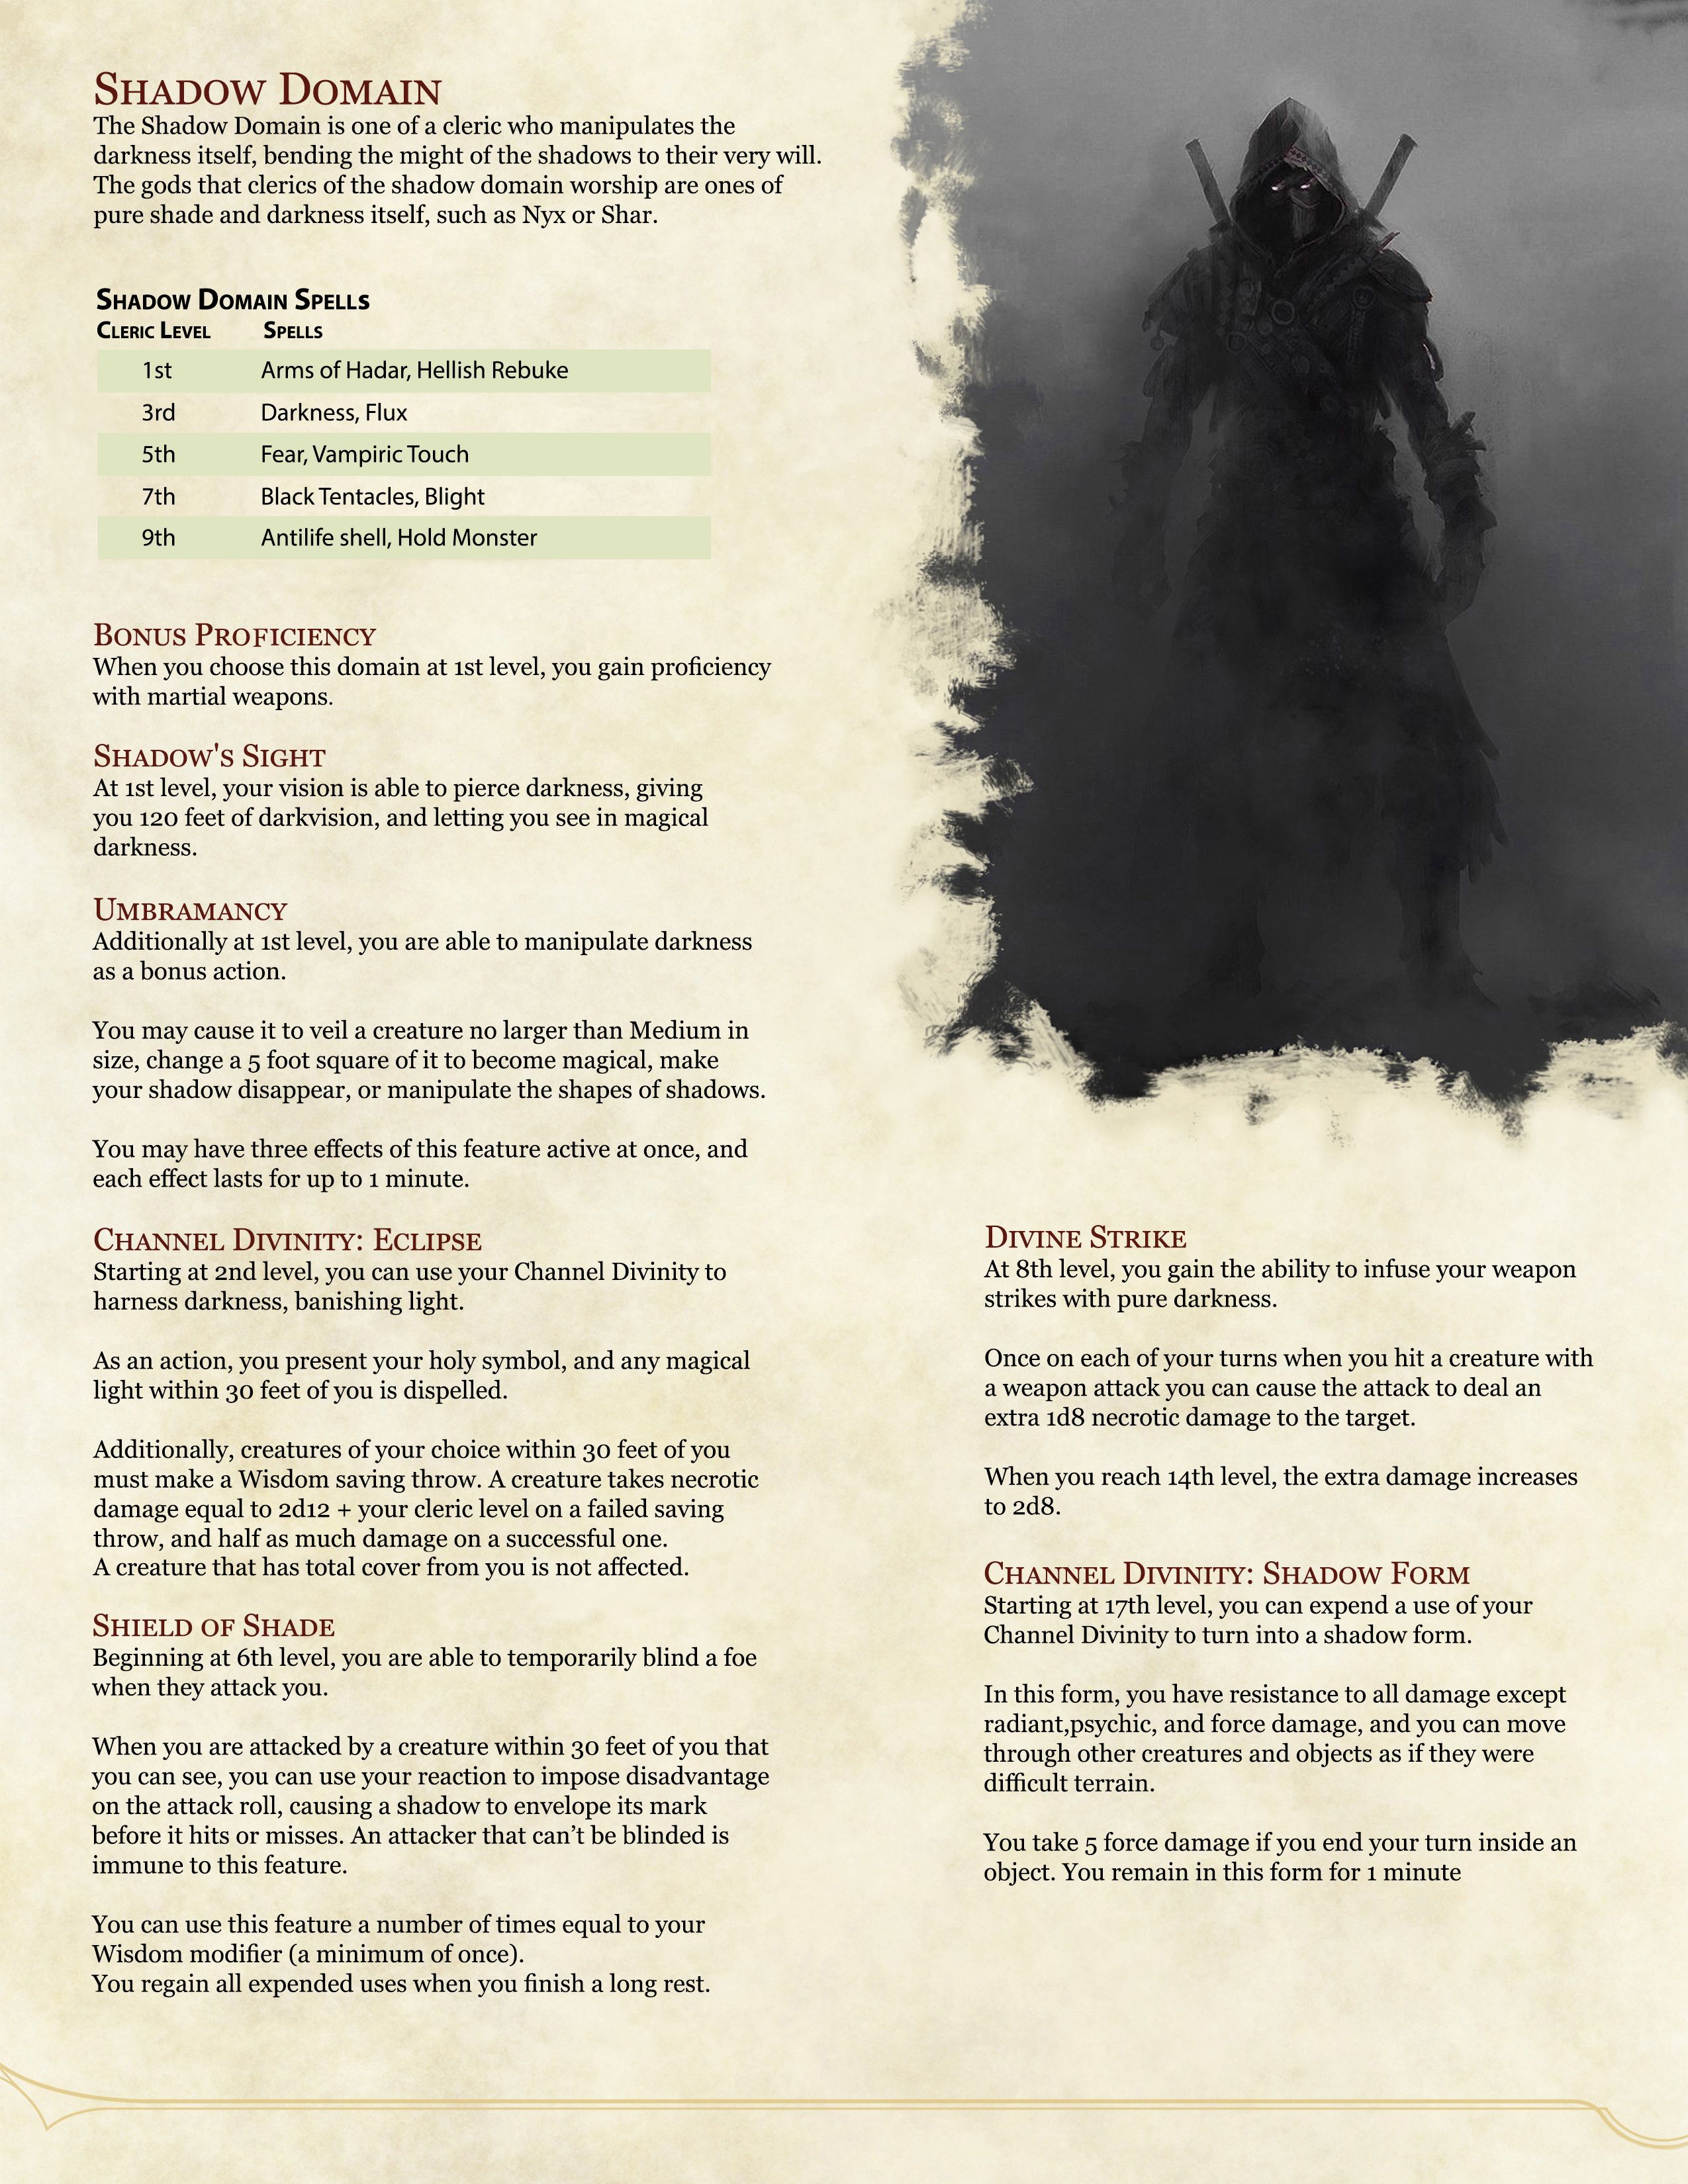 Shadow Domain
The Shadow Domain is one of a cleric who manipulates the
darkness itself, bending the might of the shadows to their very will.
The gods that clerics of the shadow domain worship are ones of
pure shade and darkness itself, such as Nyx or Shar.
Shadow Domain Spells
Cleric Level Spells
1st Arms of Hadar, Hellish Rebuke
3rd Darkness, Flux
5th Fear, Vampiric Touch
7th Black Tentacles, Blight
9th Antilife shell, Hold Monster
Bonus Proficiency
When you choose this domain at 1st level, you gain proficiency
with martial weapons.
Shadow's Sight
At 1st level, your vision is able to pierce darkness, giving
you 120 feet of darkvision, and letting you see in magical
darkness.
Umbramancy
Additionally at 1st level, you are able to manipulate darkness
as a bonus action.
You may cause it to veil a creature no larger than Medium in
size, change a 5 foot square of it to become magical, make
your shadow disappear, or manipulate the shapes of shadows.
You may have three effects of this feature active at once, and
each effect lasts for up to 1 minute.
Channel Divinity: Eclipse
Starting at 2nd level, you can use your Channel Divinity to
harness darkness, banishing light.
As an action, you present your holy symbol, and any magical
light within 30 feet of you is dispelled.
Additionally, creatures of your choice within 30 feet of you
must make a Wisdom saving throw. A creature takes necrotic
damage equal to 2d12 + your cleric level on a failed saving
throw, and half as much damage on a successful one.
A creature that has total cover from you is not affected.
Shield of Shade
Beginning at 6th level, you are able to temporarily blind a foe
when they attack you.
When you are attacked by a creature within 30 feet of you that
you can see, you can use your reaction to impose disadvantage
on the attack roll, causing a shadow to envelope its mark
before it hits or misses. An attacker that can’t be blinded is
immune to this feature.
You can use this feature a number of times equal to your
Wisdom modifier (a minimum of once).
You regain all expended uses when you finish a long rest.
Divine Strike
At 8th level, you gain the ability to infuse your weapon
strikes with pure darkness.
Once on each of your turns when you hit a creature with
a weapon attack you can cause the attack to deal an
extra 1d8 necrotic damage to the target.
When you reach 14th level, the extra damage increases
to 2d8.
Channel Divinity: Shadow Form
Starting at 17th level, you can expend a use of your
Channel Divinity to turn into a shadow form.
In this form, you have resistance to all damage except
radiant,psychic, and force damage, and you can move
through other creatures and objects as if they were
difficult terrain.
You take 5 force damage if you end your turn inside an
object. You remain in this form for 1 minute